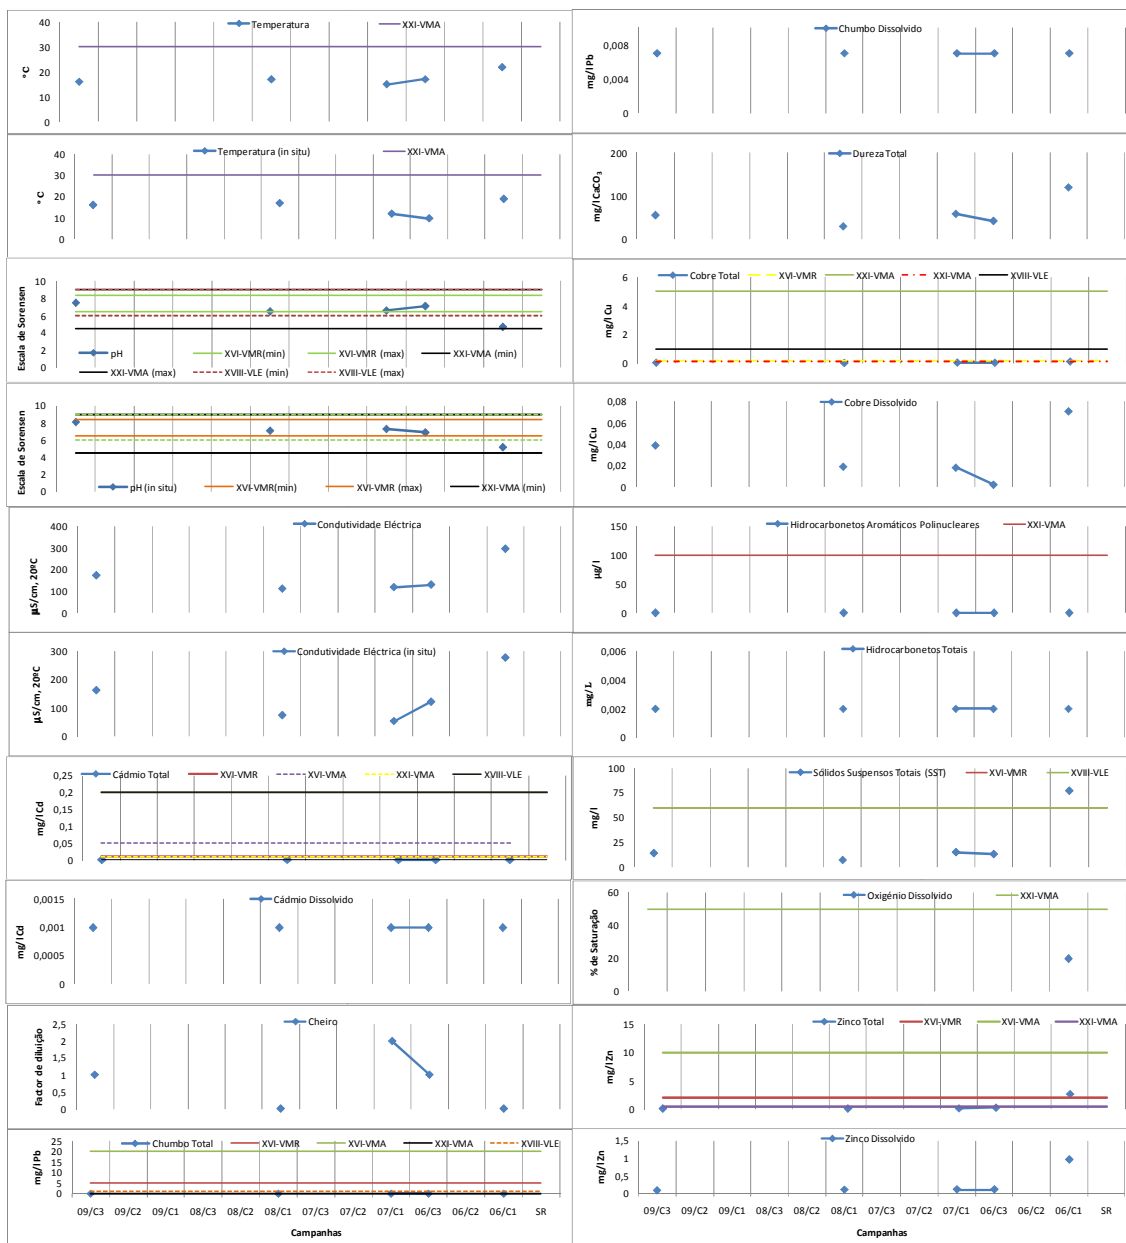 Temperatura XXI-VMA
40
30
20
10
0
°C
Temperatura (in situ) XXI-VMA
40
30
20
10
0
°C
10
8
6
4
2
0
Escala de Sorensen
pH XVI-VMR(min) XVI-VMR (max) XXI-VMA (min)
XXI-VMA (max) XVIII-VLE (min) XVIII-VLE (max)
10
8
6
4
2
0
Escala de Sorensen
pH (in situ) XVI-VMR(min) XVI-VMR (max) XXI-VMA (min)
Condutividade Eléctrica
400
300
200
100
0
µS/cm, 20ºC
Condutividade Eléctrica (in situ)
300
200
100
0
µS/cm, 20ºC
Cádmio Total XVI-VMR XVI-VMA XXI-VMA XVIII-VLE
0,25
0,2
0,15
0,1
0,05
0
mg/l Cd
Cádmio Dissolvido
0,0015
0,001
0,0005
0
mg/l Cd
Cheiro
2,5
2
1,5
1
0,5
0
Factor de diluição
Chumbo Total XVI-VMR XVI-VMA XXI-VMA XVIII-VLE
25
20
15
10
5
0
mg/l Pb
09/C3 09/C2 09/C1 08/C3 08/C2 08/C1 07/C3 07/C2 07/C1 06/C3 06/C2 06/C1 SR
Campanhas
Chumbo Dissolvido
0,008
0,004
0
mg/l Pb
Dureza Total
200
100
0
mg/l CaCO3
Cobre Total XVI-VMR XXI-VMA XXI-VMA XVIII-VLE
6
4
2
0
mg/l Cu
Cobre Dissolvido
0,08
0,06
0,04
0,02
0
mg/l Cu
Hidrocarbonetos Aromáticos Polinucleares XXI-VMA
150
100
50
0
µg/l
Hidrocarbonetos Totais
0,006
0,004
0,002
0
mg/L
Sólidos Suspensos Totais (SST) XVI-VMR XVIII-VLE
100
75
50
25
0
mg/l
Oxigénio Dissolvido XXI-VMA
60
40
20
0
% de Saturação
Zinco Total XVI-VMR XVI-VMA XXI-VMA
15
10
5
0
mg/l Zn
Zinco Dissolvido
1,5
1
0,5
0
mg/l Zn
09/C3 09/C2 09/C1 08/C3 08/C2 08/C1 07/C3 07/C2 07/C1 06/C3 06/C2 06/C1 SR
Campanhas